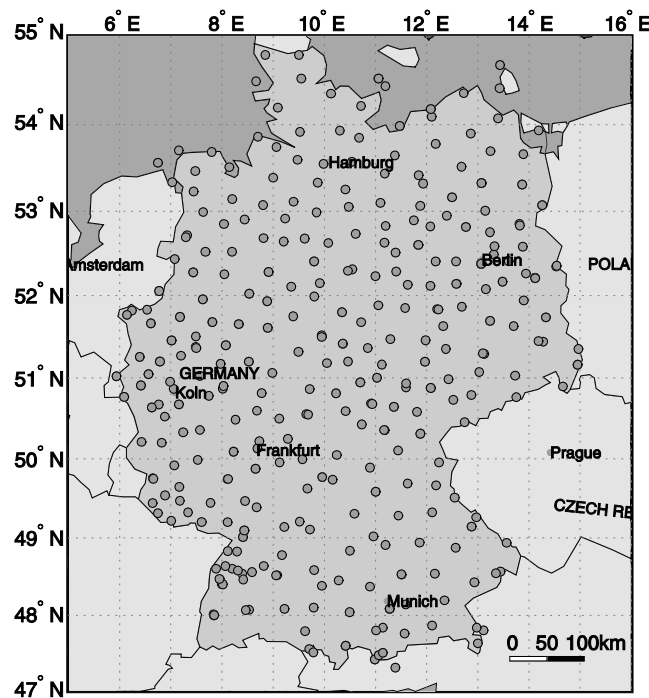 6° E 8° E 10° E 12° E 14° E 16° E
55° N
54° N
Hamburg
53° N
Amsterdam Berlin POLA
52° N
GERMANY
51° N
Koln
Frankfurt Prague
50° N
CZECH RE
49° N
Munich
48° N
0 50 100km
47° N